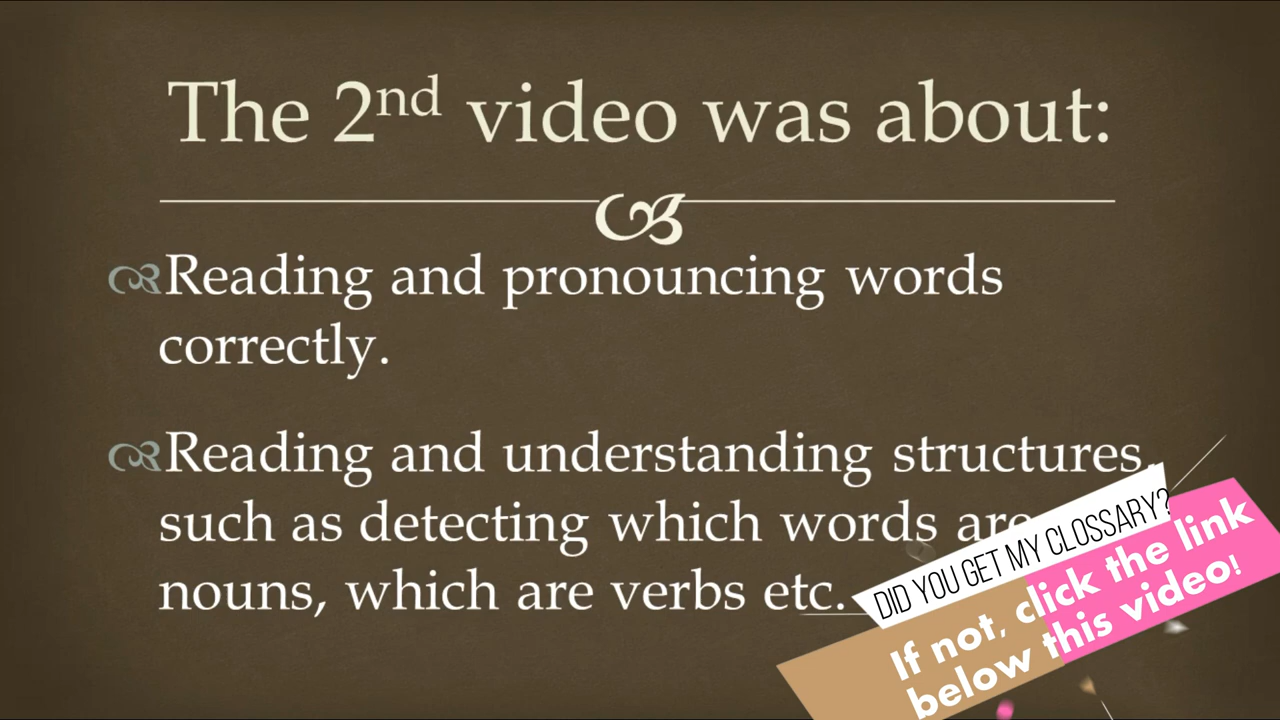 The 2nd video was about:
Reading and pronouncing words
correctly.
Reading and understanding structures,
such as detecting which words are
nouns, which are verbs etc.
DID YOU GET MY CLOSSARY?
If not, click the link
below this video!